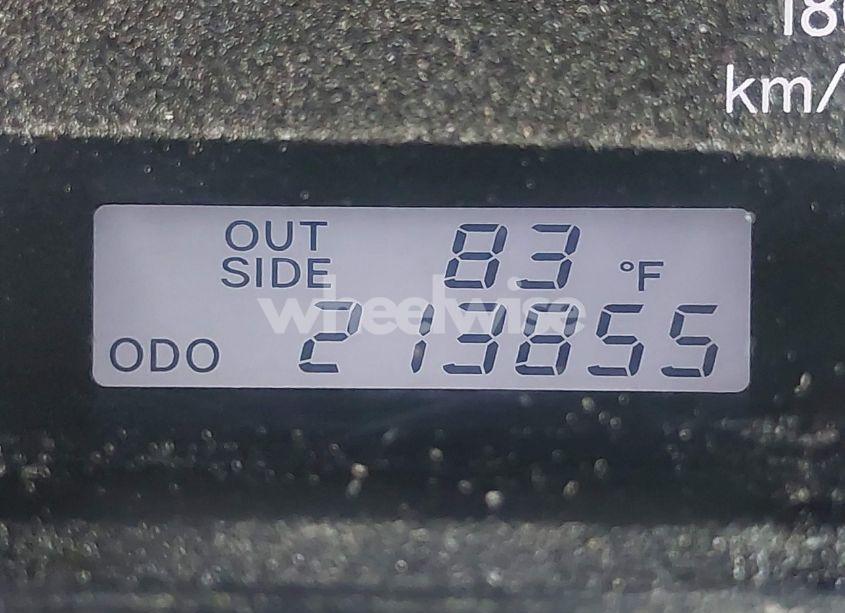 km/
OUT 83
SIDE °F
wheelwise
ODO 213855